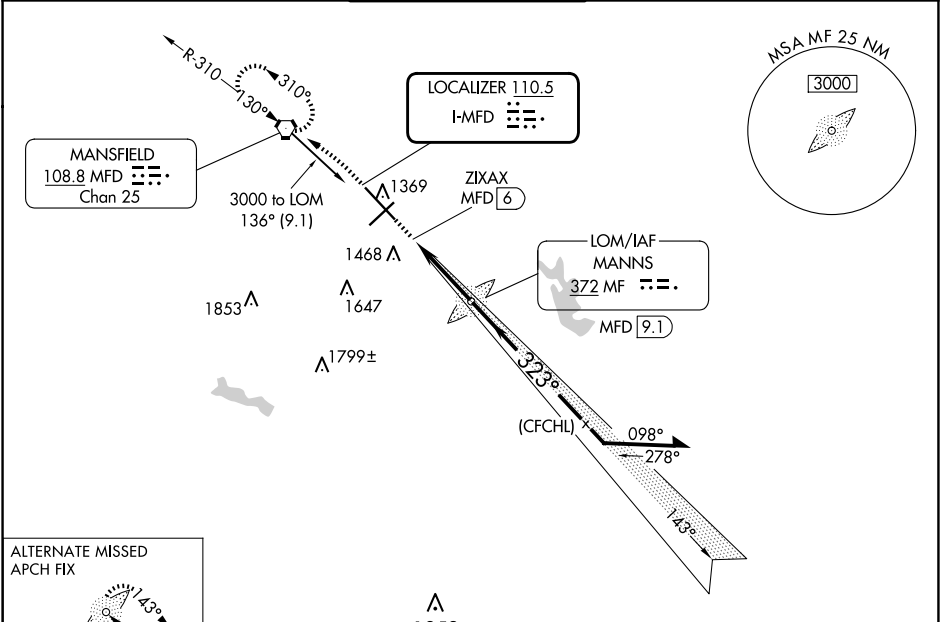 R-310
130°
310°
LOCALIZER 110.5
I-MFD
MSA MF 25 NM
3000
MANSFIELD
108.8 MFD
Chan 25
3000 to LOM
136° (9.1)
1369
ZIXAX
MFD 6
1468
1647
1853
1799±
LOM/IAF
MANNS
372 MF
MFD 9.1
323°
(CFCHL)
098°
278°
143°
ALTERNATE MISSED
APCH FIX
143°